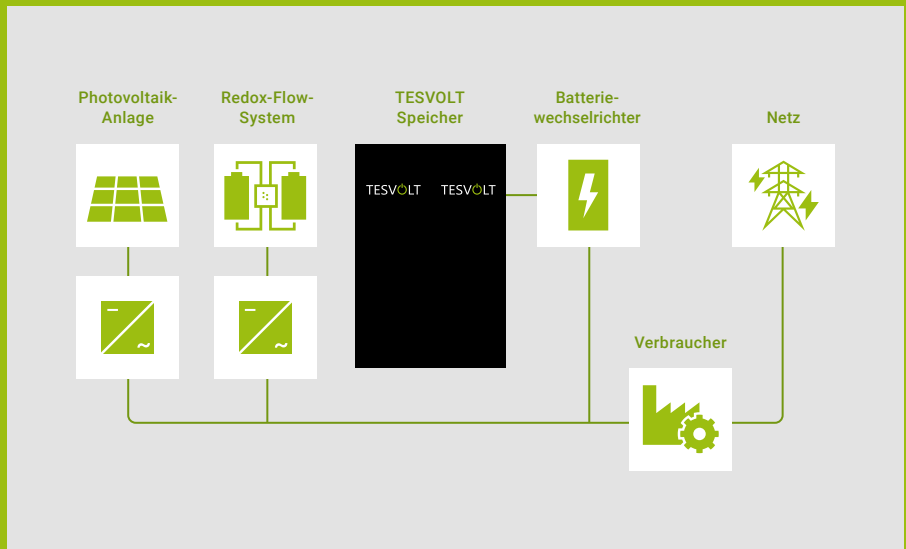 Photovoltaik-
Anlage
Redox-Flow-
System
TESVOLT
Speicher
Batterie-
wechselrichter
Netz
TESVOLT TESVOLT
Verbraucher